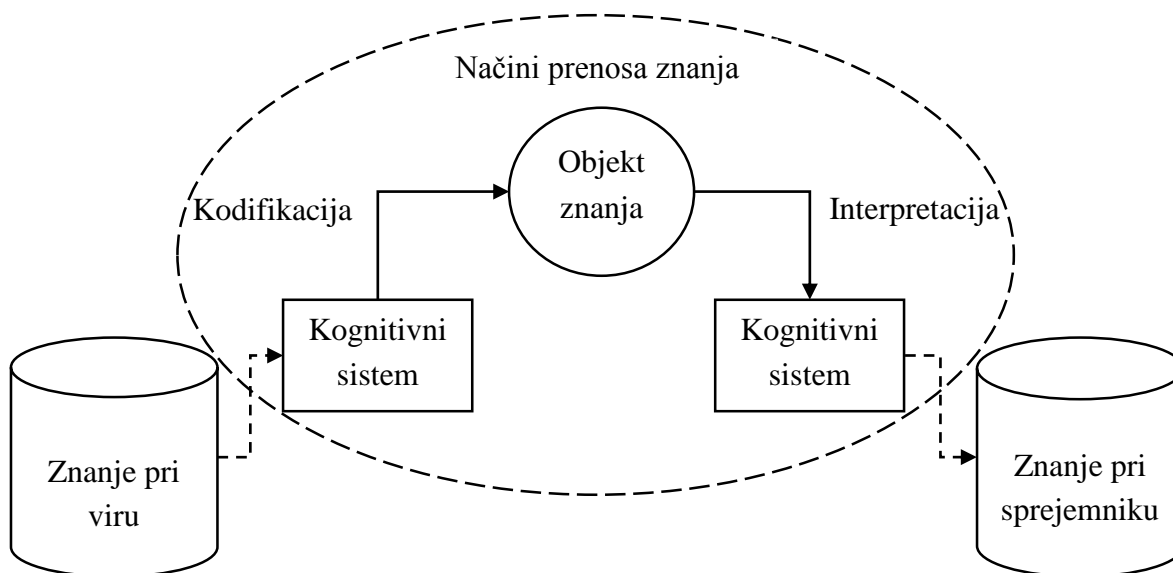 Načini prenosa znanja
Objekt
znanja
Kodifikacija
Interpretacija
Kognitivni
sistem
Kognitivni
sistem
Znanje pri
viru
Znanje pri
sprejemniku